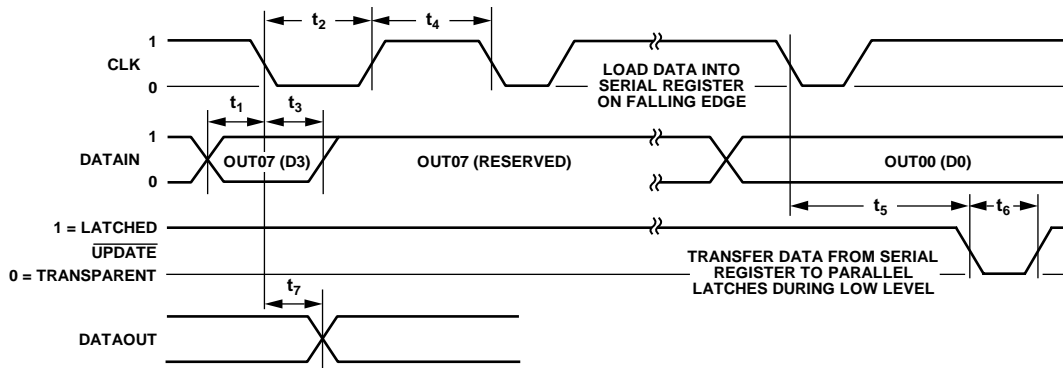 t2
t4
1
CLK
0
LOAD DATA INTO
SERIAL REGISTER
ON FALLING EDGE
t1
t3
1
DATAIN
0
OUT07 (D3)
OUT07 (RESERVED)
OUT00 (D0)
t5
t6
1 = LATCHED
UPDATE
0 = TRANSPARENT
TRANSFER DATA FROM SERIAL
REGISTER TO PARALLEL
LATCHES DURING LOW LEVEL
t7
DATAOUT